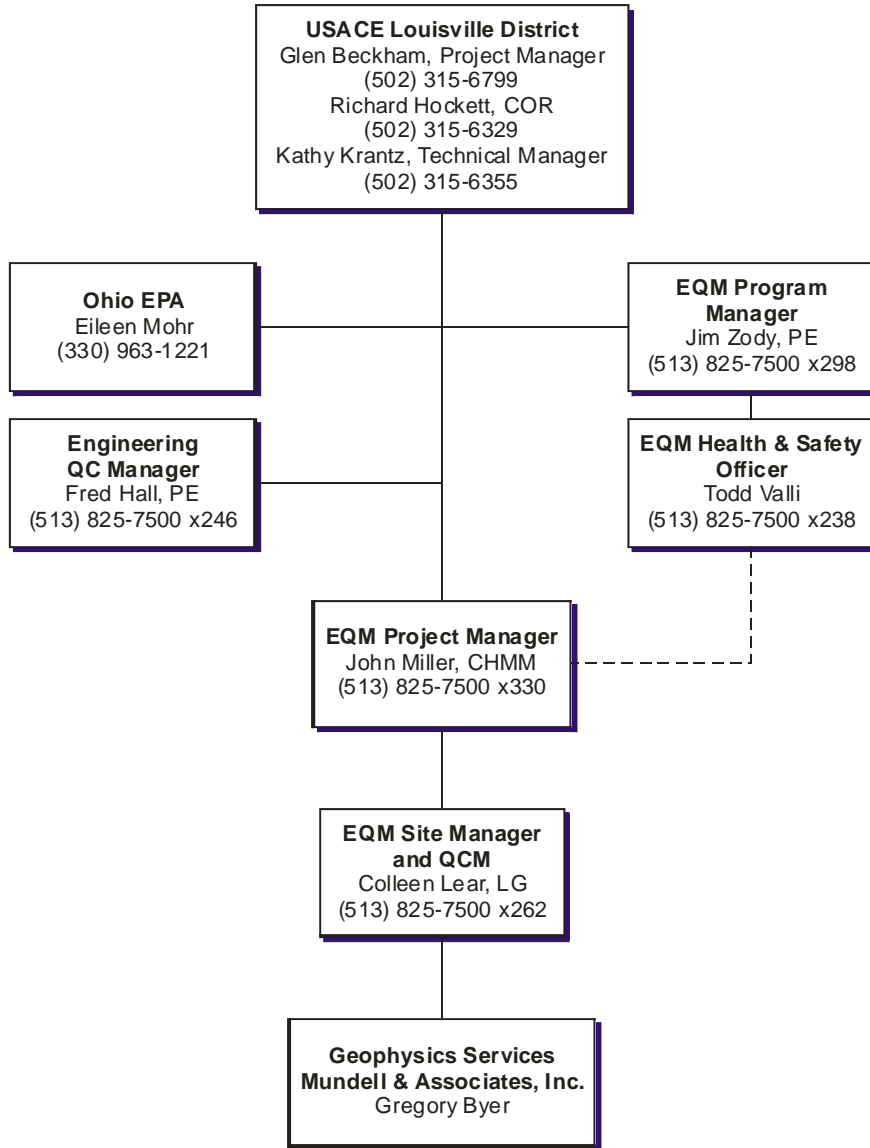 USACE Louisville District
Glen Beckham, Project Manager
(502) 315-6799
Richard Hockett, COR
(502) 315-6329
Kathy Krantz, Technical Manager
(502) 315-6355
Ohio EPA
Eileen Mohr
(330) 963-1221
EQM Program
Manager
Jim Zody, PE
(513) 825-7500 x298
Engineering
QC Manager
Fred Hall, PE
(513) 825-7500 x246
EQM Health & Safety
Officer
Todd Valli
(513) 825-7500 x238
EQM Project Manager
John Miller, CHMM
(513) 825-7500 x330
EQM Site Manager
and QCM
Colleen Lear, LG
(513) 825-7500 x262
Geophysics Services
Mundell & Associates, Inc.
Gregory Byer